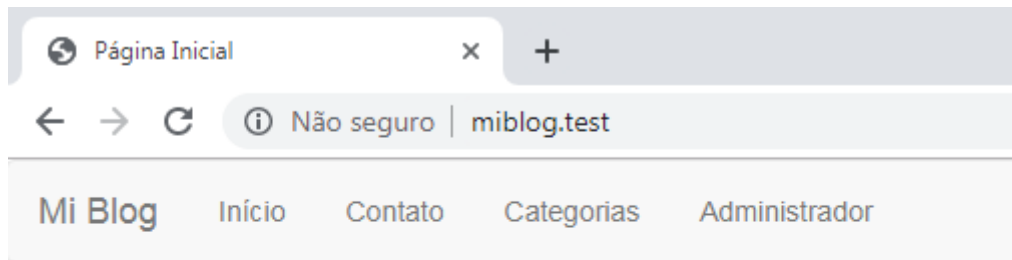 Página Inicial
Não seguro | miblog.test
Mi Blog Início Contato Categorias Administrador